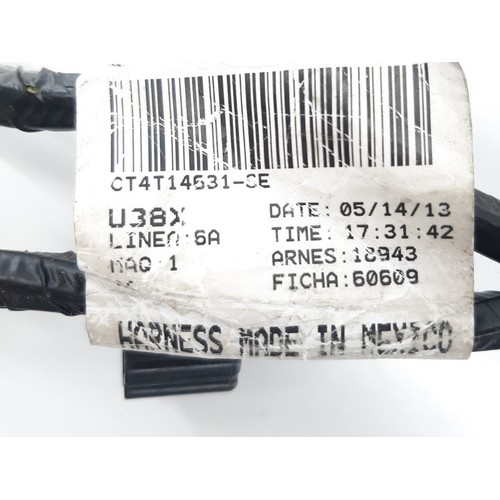 CT4T14631-CE
U38X
DATE: 05/14/13
LINEA:6A
TIME: 17:31:42
MAQ:1
ARNES:18943
FICHA:60609
HARNESS MADE IN MEXICO